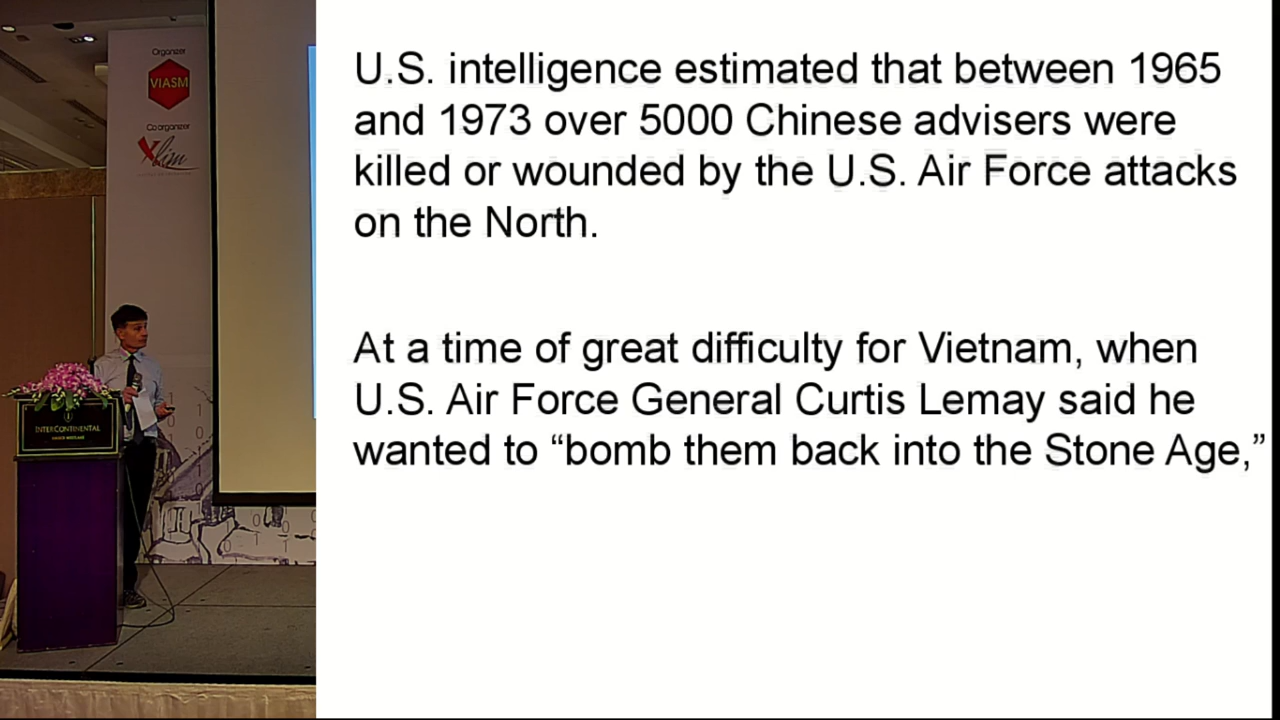 Organizer
VIASM
Co organizer
Xlim
INTERCONTINENTAL
U.S. intelligence estimated that between 1965
and 1973 over 5000 Chinese advisers were
killed or wounded by the U.S. Air Force attacks
on the North.
At a time of great difficulty for Vietnam, when
U.S. Air Force General Curtis Lemay said he
wanted to “bomb them back into the Stone Age,”